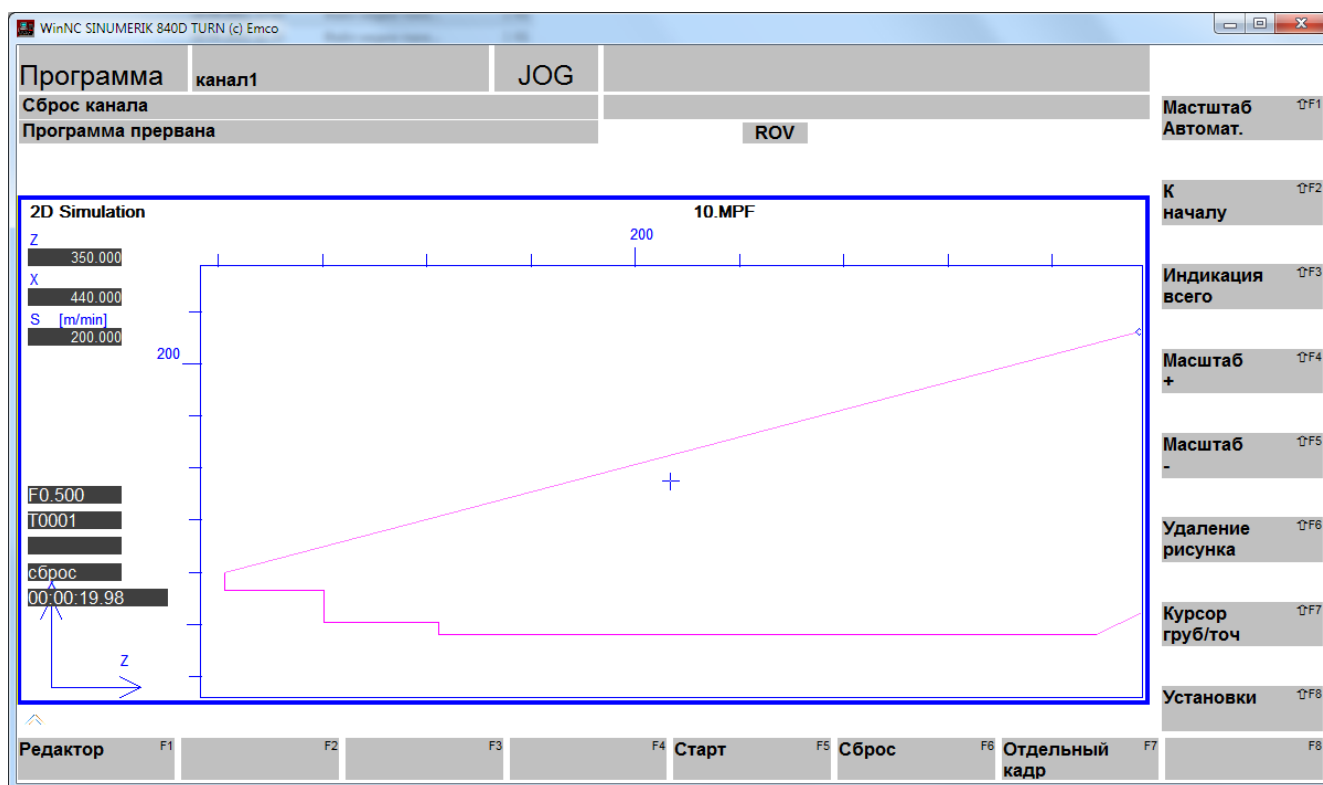 WinNC SINUMERIK 840D TURN (c) Emco
Программа канал1 JOG
Сброс канала
Программа прервана ROV
2D Simulation 10.MPF
Z
350.000
X
440.000
S [m/min]
200.000
200
200
F0.500
T0001
сброс
00:00:19.98
Z
Мастштаб ⇧F1
Автомат.
К ⇧F2
началу
Индикация ⇧F3
всего
Масштаб ⇧F4
+
Масштаб ⇧F5
-
Удаление ⇧F6
рисунка
Курсор ⇧F7
груб/точ
Установки ⇧F8
Редактор F1 F2 F3 F4 Старт F5 Сброс F6 Отдельный F7 F8
кадр